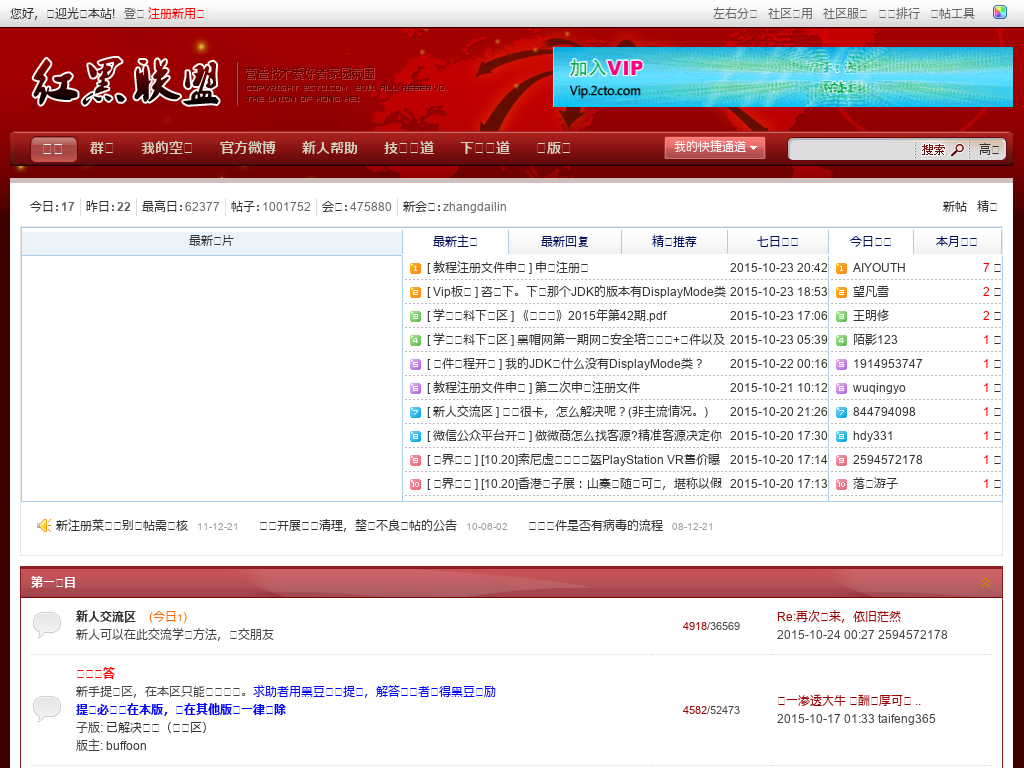 您好， 迎光 本站! 登 注册新用
左右分 社区 用 社区服 排行 帖工具
红黑联盟
营造技术爱好者家园氛围
COPYRIGHT 2CTO.COM 2011 ALL RESERVD.
THE UNION OF HONG HEI.
加入VIP
Vip.2cto.com
群 我的空 官方微博 新人帮助 技 道 下 道 版
我的快捷通道 搜索 高
今日:17 昨日:22 最高日:62377 帖子:1001752 会 :475880 新会 :zhangdailin
新帖 精
最新 片 最新主 最新回复 精 推荐 七日 今日 本月
1 [ 教程注册文件申 ] 申 注册 2015-10-23 20:42 1 AIYOUTH 7
2 [ Vip板 ] 咨 下。下 那个JDK的版本有DisplayMode类 2015-10-23 18:53 2 望凡雪 2
3 [ 学 料下 区 ] 《 》2015年第42期.pdf 2015-10-23 17:06 3 王明修 2
4 [ 学 料下 区 ] 黑帽网第一期网 安全培 + 件以及 2015-10-23 05:39 4 陌影123 1
5 [ 件 程开 ] 我的JDK 什么没有DisplayMode类？ 2015-10-22 00:16 5 1914953747 1
6 [ 教程注册文件申 ] 第二次申 注册文件 2015-10-21 10:12 6 wuqingyo 1
7 [ 新人交流区 ] 很卡，怎么解决呢？(非主流情况。) 2015-10-20 21:26 7 844794098 1
8 [ 微信公众平台开 ] 做微商怎么找客源?精准客源决定你 2015-10-20 17:30 8 hdy331 1
9 [ 界 ] [10.20]索尼虚 盔PlayStation VR售价曝 2015-10-20 17:14 9 2594572178 1
10 [ 界 ] [10.20]香港 子展：山寨 随 可 ，堪称以假 2015-10-20 17:13 10 落 游子 1
新注册菜 别 帖需 核 11-12-21 开展 清理，整 不良 帖的公告 10-06-02 件是否有病毒的流程 08-12-21
第一 目
新人交流区 (今日1)
新人可以在此交流学 方法， 交朋友
4918/36569
Re:再次 来，依旧茫然
2015-10-24 00:27 2594572178
答
新手提 区，在本区只能 。求助者用黑豆 提 ，解答 者 得黑豆 励
提 必 在本版， 在其他版 一律 除
子版: 已解决 （ 区）
版主: buffoon
4582/52473
一渗透大牛 酬 厚可 ..
2015-10-17 01:33 taifeng365